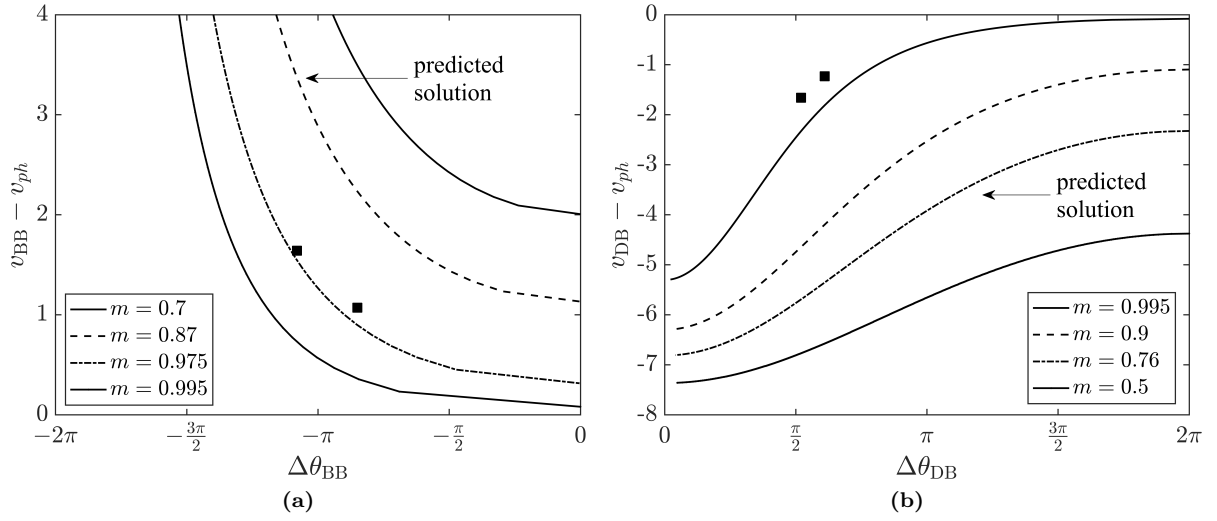 4
3
2
1
0
v_BB − v_ph
predicted
solution
m = 0.7
m = 0.87
m = 0.975
m = 0.995
−2π
−3π/2
−π
−π/2
0
Δθ_BB
(a)
0
-1
-2
-3
-4
-5
-6
-7
-8
v_DB − v_ph
predicted
solution
m = 0.995
m = 0.9
m = 0.76
m = 0.5
0
π/2
π
3π/2
2π
Δθ_DB
(b)